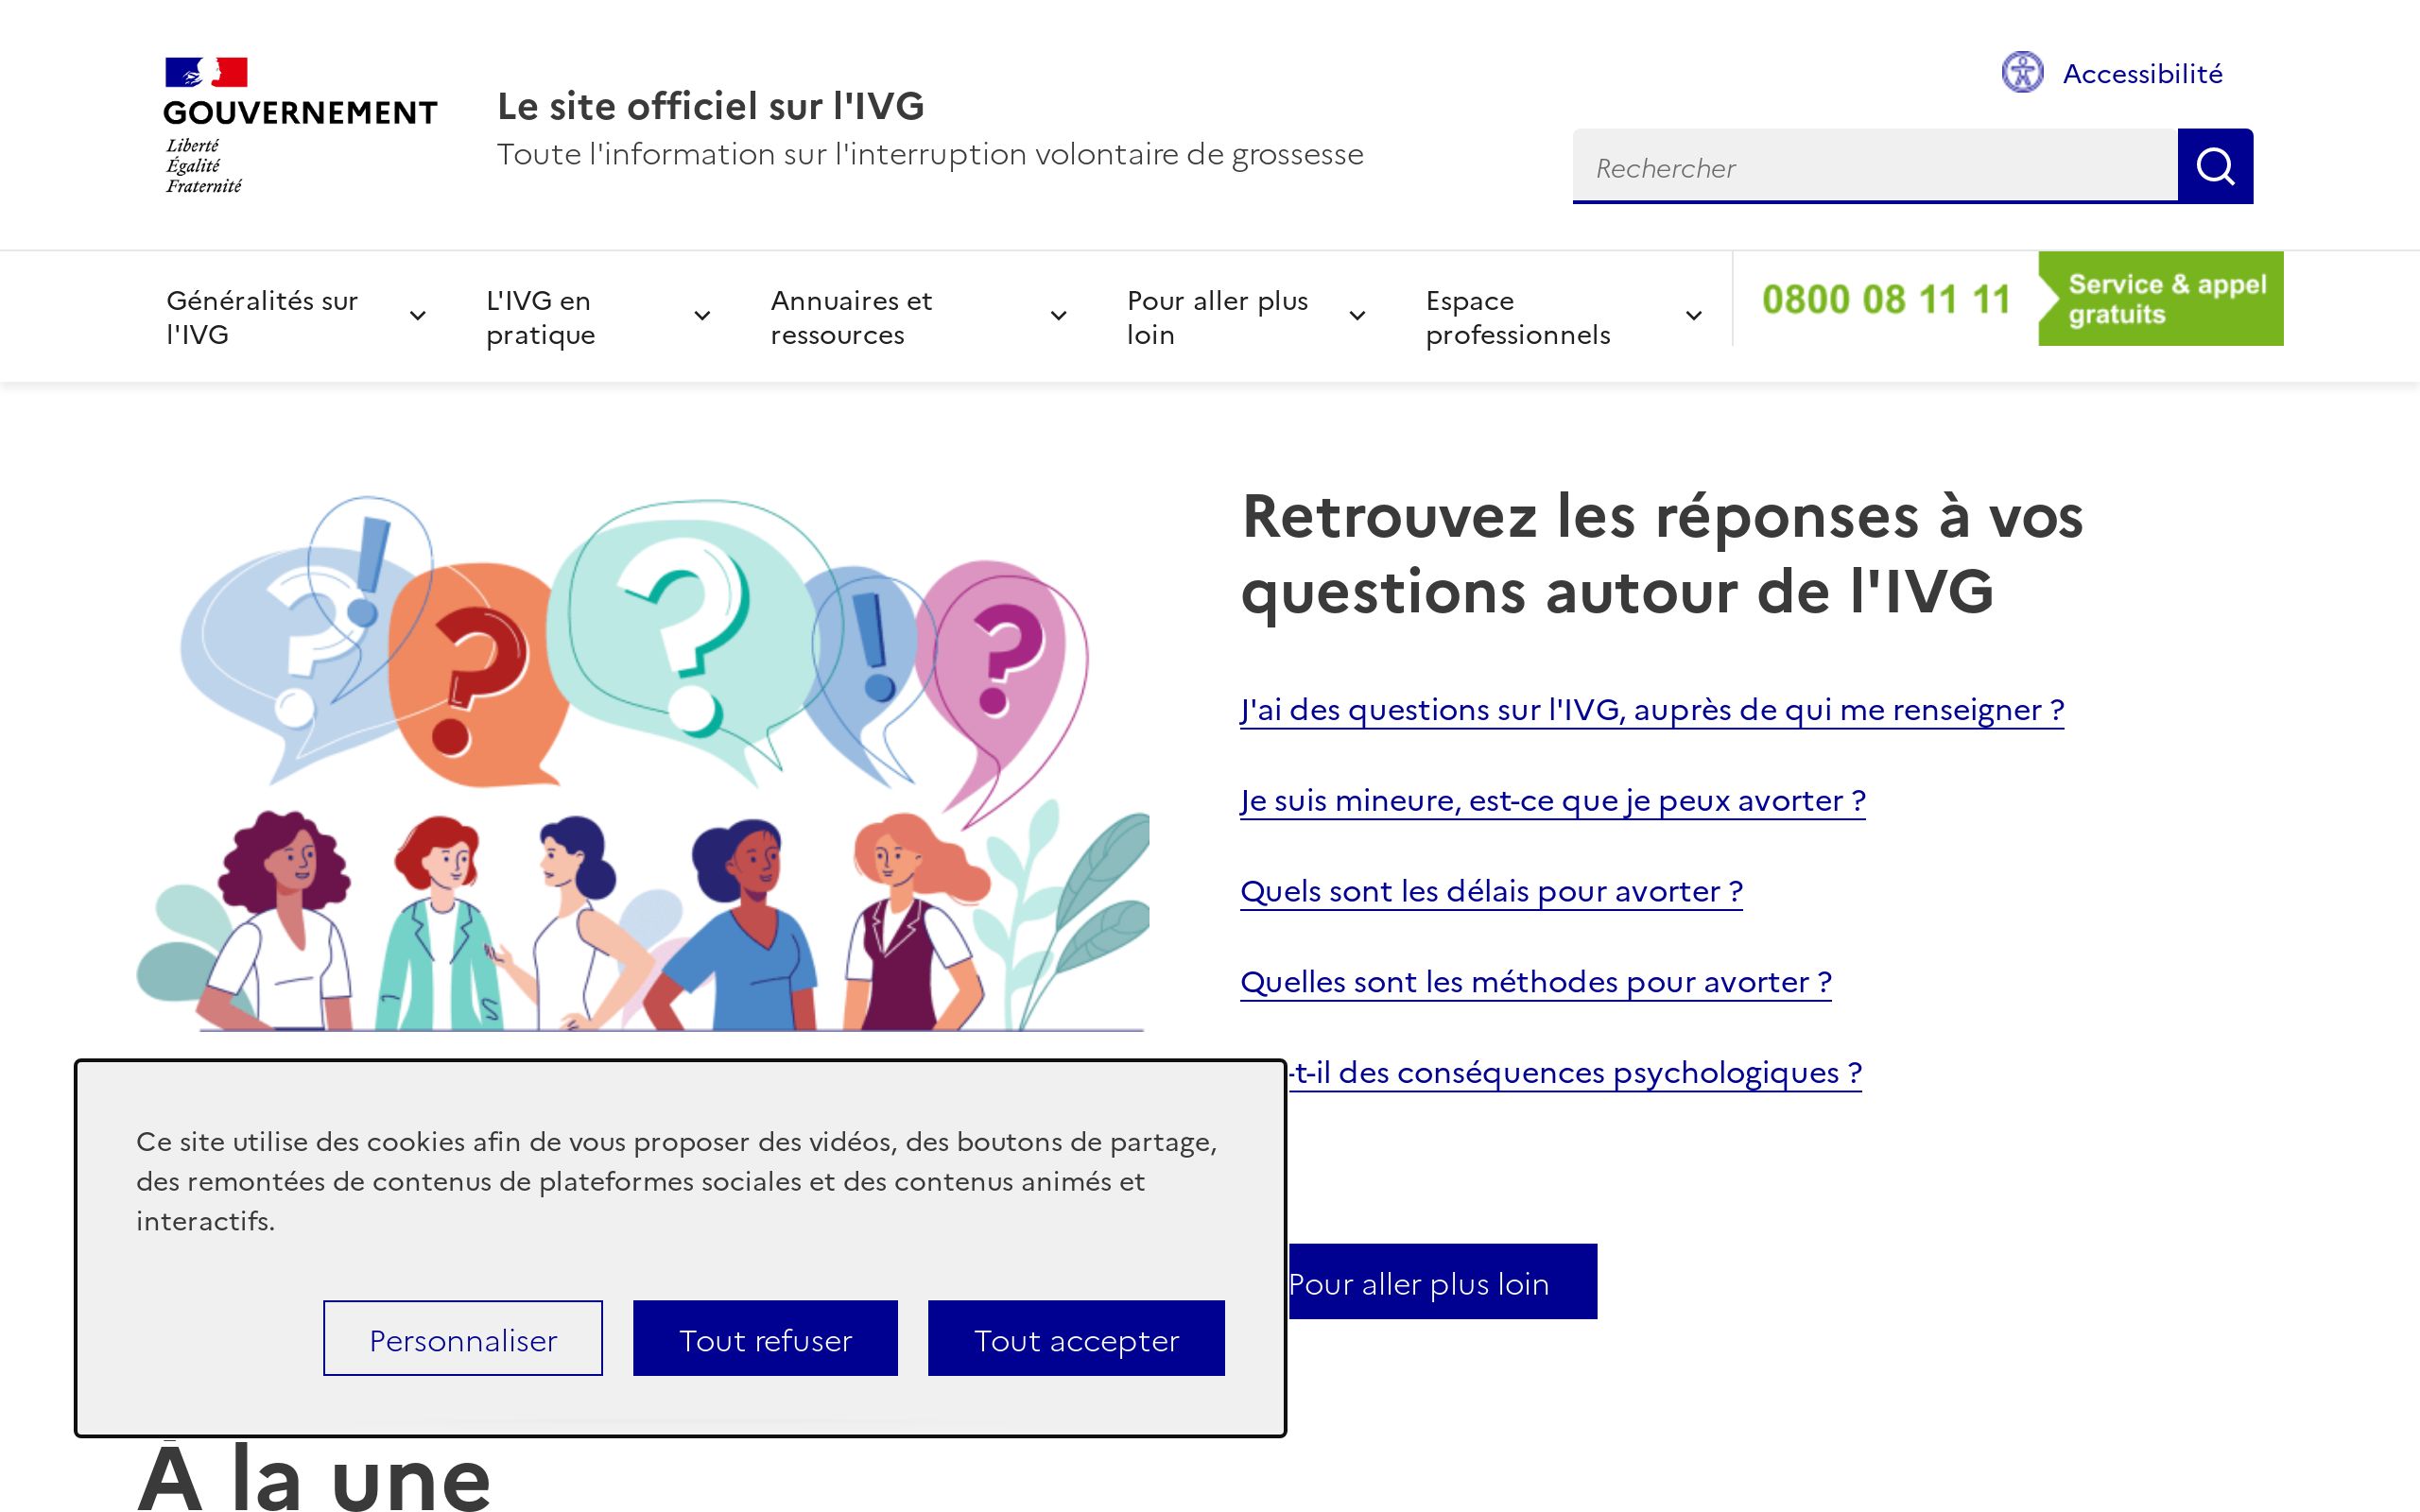 GOUVERNEMENT
Liberté
Égalité
Fraternité
Le site officiel sur l'IVG
Toute l'information sur l'interruption volontaire de grossesse
Accessibilité
Rechercher
Généralités sur
l'IVG
L'IVG en
pratique
Annuaires et
ressources
Pour aller plus
loin
Espace
professionnels
0800 08 11 11
Service & appel
gratuits
Retrouvez les réponses à vos
questions autour de l'IVG
J'ai des questions sur l'IVG, auprès de qui me renseigner ?
Je suis mineure, est-ce que je peux avorter ?
Quels sont les délais pour avorter ?
Quelles sont les méthodes pour avorter ?
-t-il des conséquences psychologiques ?
Pour aller plus loin
Ce site utilise des cookies afin de vous proposer des vidéos, des boutons de partage,
des remontées de contenus de plateformes sociales et des contenus animés et
interactifs.
Personnaliser
Tout refuser
Tout accepter
À la une